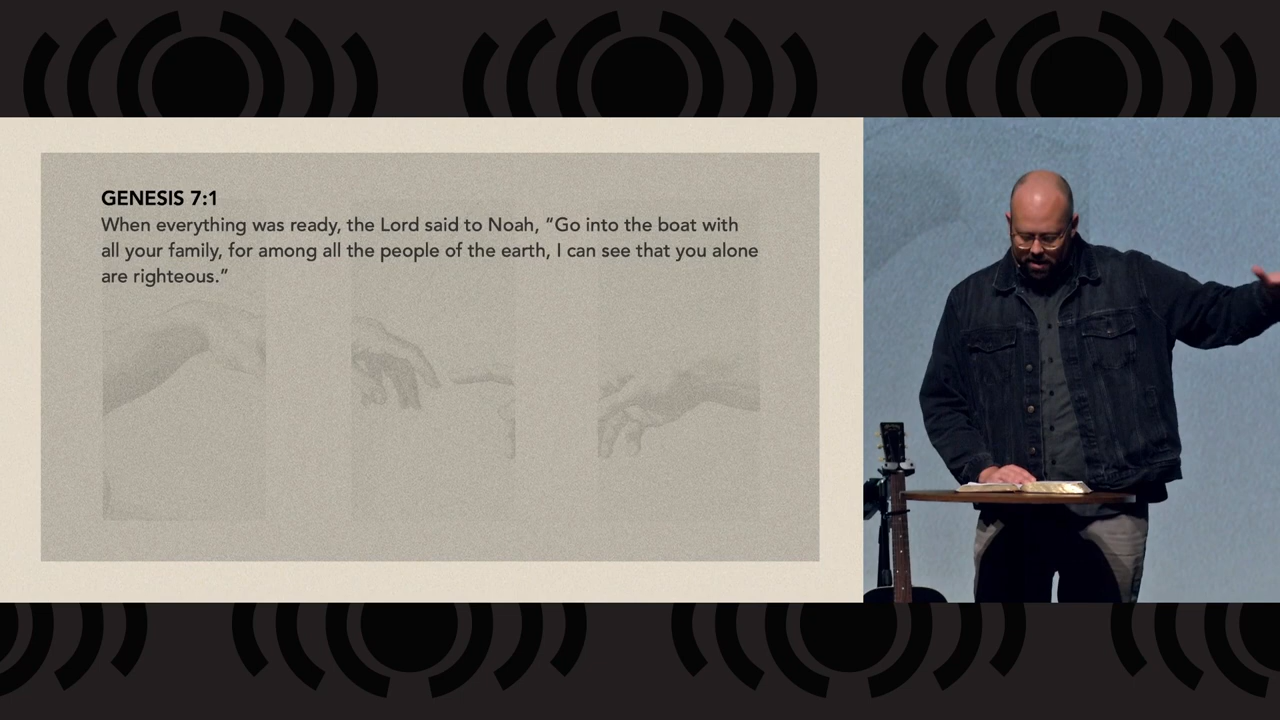 GENESIS 7:1
When everything was ready, the Lord said to Noah, “Go into the boat with
all your family, for among all the people of the earth, I can see that you alone
are righteous.”